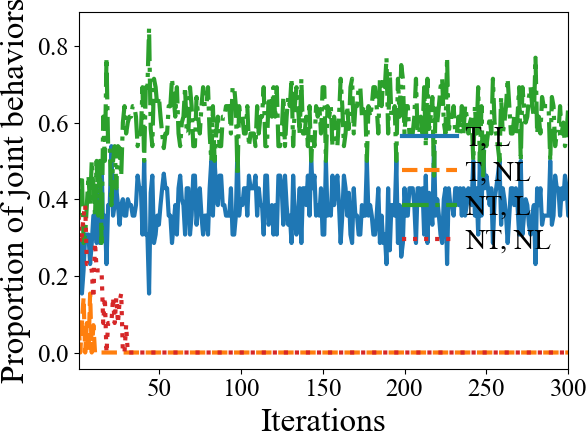 Proportion of joint behaviors
0.8
0.6
0.4
0.2
0.0
T, L
T, NL
NT, L
NT, NL
50
100
150
200
250
300
Iterations